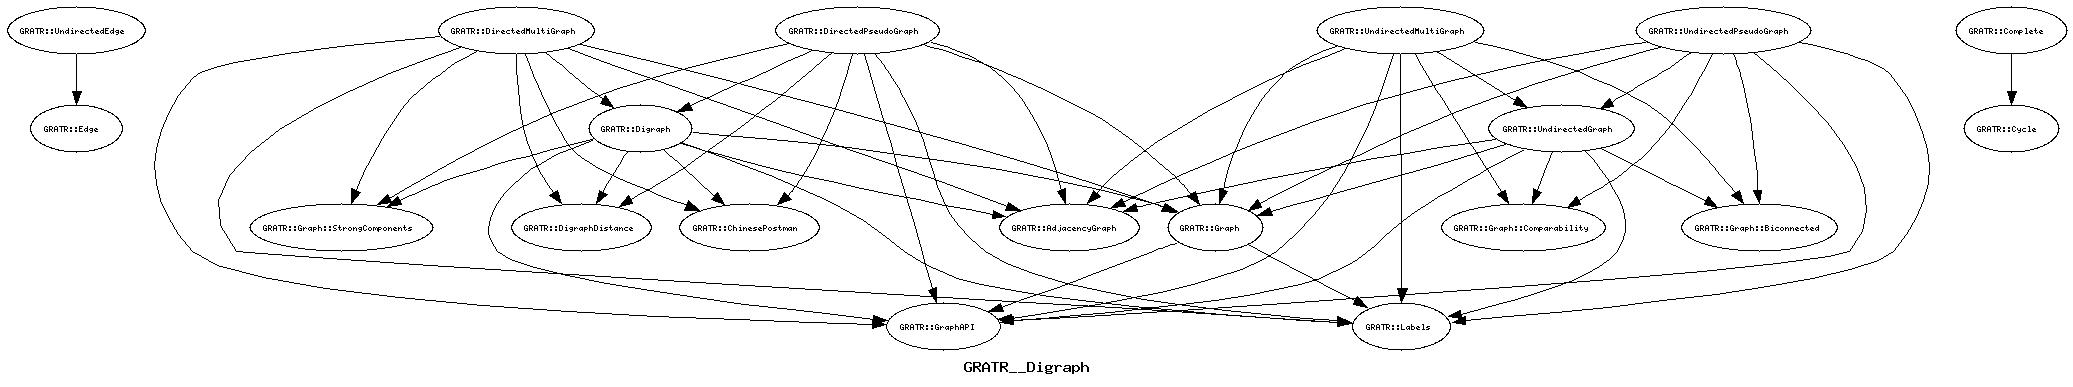 GRATR::UndirectedEdge
GRATR::DirectedMultiGraph
GRATR::DirectedPseudoGraph
GRATR::UndirectedMultiGraph
GRATR::UndirectedPseudoGraph
GRATR::Complete
GRATR::Edge
GRATR::Digraph
GRATR::UndirectedGraph
GRATR::Cycle
GRATR::Graph::StrongComponents
GRATR::DigraphDistance
GRATR::ChinesePostman
GRATR::AdjacencyGraph
GRATR::Graph
GRATR::Graph::Comparability
GRATR::Graph::Biconnected
GRATR::GraphAPI
GRATR::Labels
GRATR__Digraph